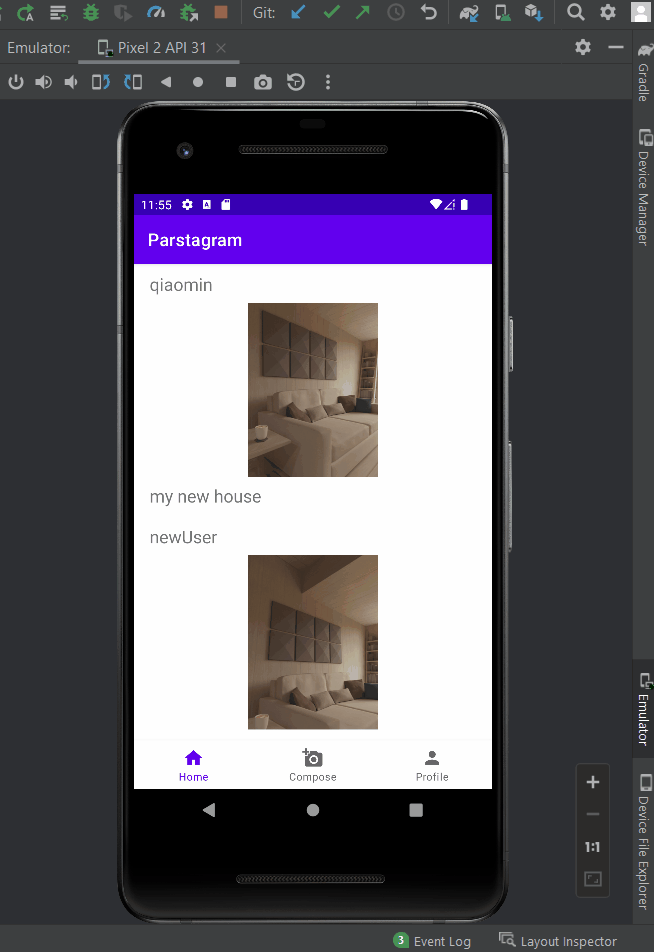 Git:
Emulator:
Pixel 2 API 31
Gradle
Device Manager
11:55
A
Parstagram
qiaomin
my new house
newUser
Home
Compose
Profile
1:1
Emulator
Device File Explorer
3 Event Log
Layout Inspector